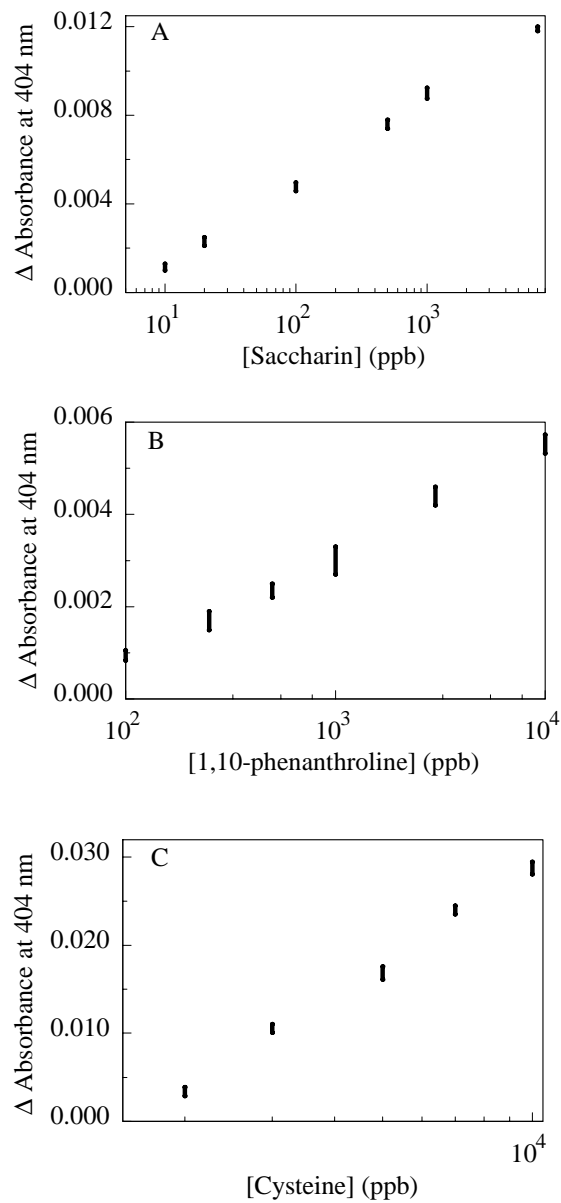 A
0.012
0.008
0.004
0.000
Δ Absorbance at 404 nm
10¹ 10² 10³
[Saccharin] (ppb)
B
0.006
0.004
0.002
0.000
Δ Absorbance at 404 nm
10² 10³ 10⁴
[1,10-phenanthroline] (ppb)
C
0.030
0.020
0.010
0.000
Δ Absorbance at 404 nm
10⁴
[Cysteine] (ppb)